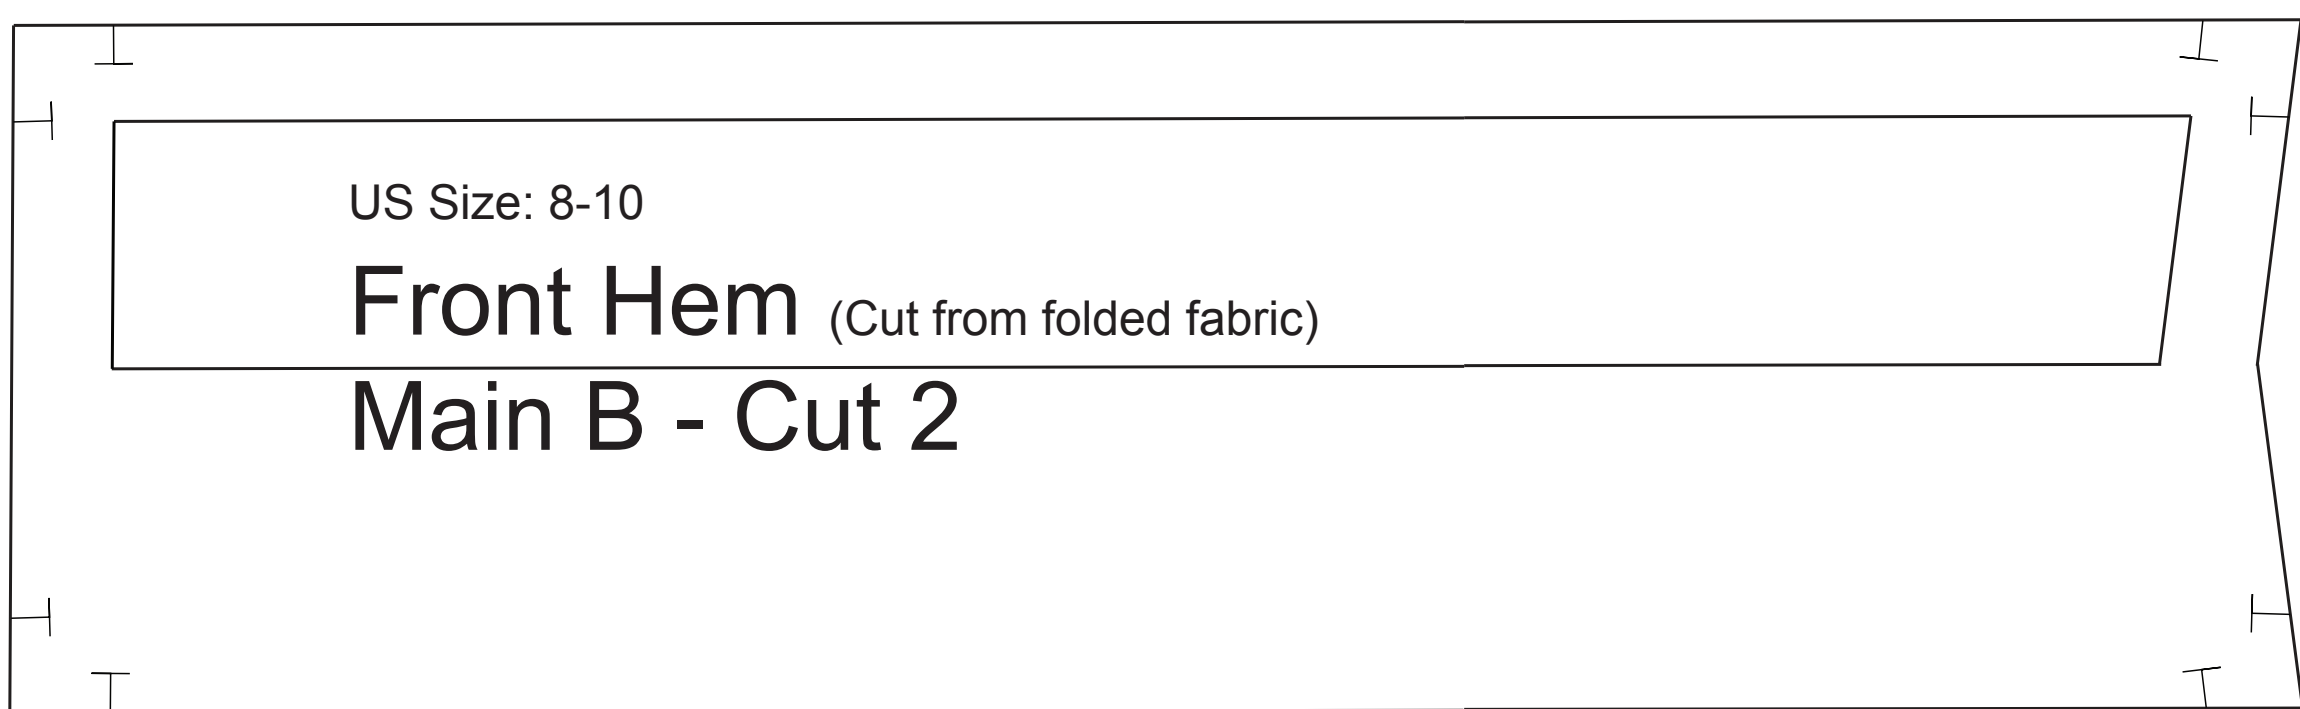 US Size: 8-10
Front Hem (Cut from folded fabric)
Main B - Cut 2